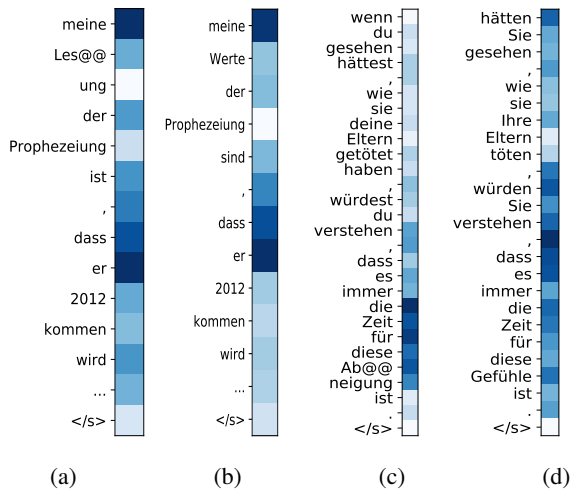 meine
Les@@
ung
der
Prophezeiung
ist
,
dass
er
2012
kommen
wird
...
</s>
(a)
meine
Werte
der
Prophezeiung
sind
,
dass
er
2012
kommen
wird
...
</s>
(b)
wenn
du
gesehen
hättest
,
wie
sie
deine
Eltern
getötet
haben
,
würdest
du
verstehen
,
dass
es
immer
die
Zeit
für
diese
Ab@@
neigung
ist
.
</s>
(c)
hätten
Sie
gesehen
,
wie
sie
Ihre
Eltern
töten
,
würden
Sie
verstehen
,
dass
es
immer
die
Zeit
für
diese
Gefühle
ist
.
</s>
(d)